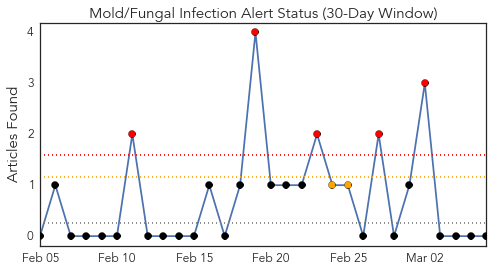 Mold/Fungal Infection Alert Status (30-Day Window)
Articles Found
4
3
2
1
0
Feb 05 Feb 10 Feb 15 Feb 20 Feb 25 Mar 02